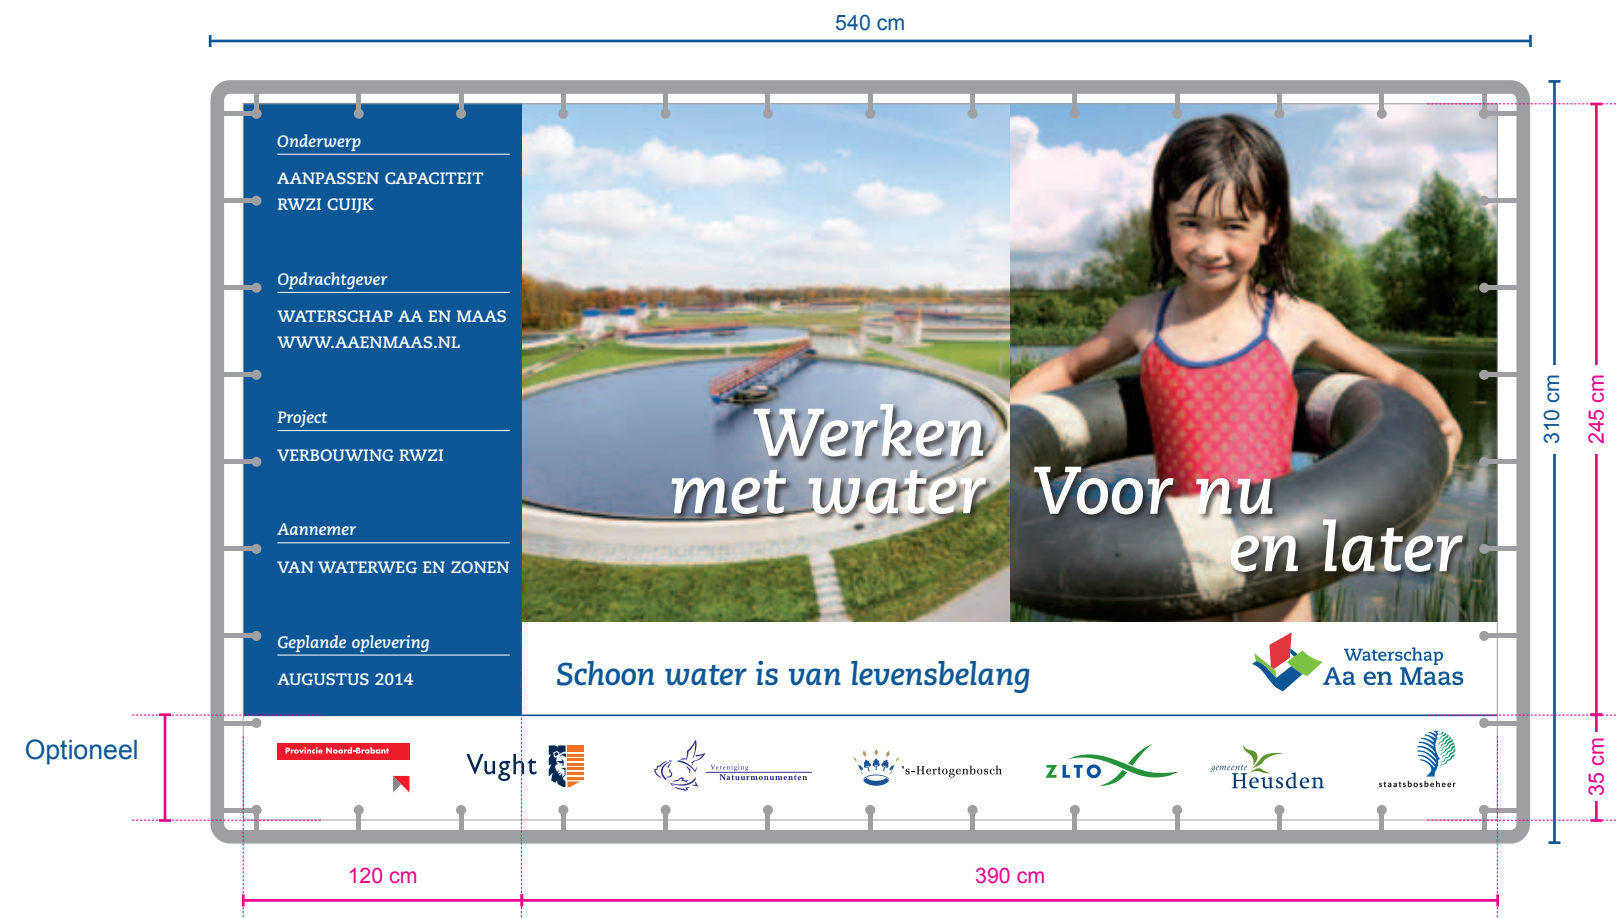 540 cm
Onderwerp
AANPASSEN CAPACITEIT
RWZI CUIJK
Opdrachtgever
WATERSCHAP AA EN MAAS
WWW.AAENMAAS.NL
Project
VERBOUWING RWZI
Aannemer
VAN WATERWEG EN ZONEN
Geplande oplevering
AUGUSTUS 2014
Werken
met water
Voor nu
en later
Schoon water is van levensbelang
Waterschap
Aa en Maas
310 cm
245 cm
Optioneel
Provincie Noord-Brabant
Vught
Vereniging
Natuurmonumenten
's-Hertogenbosch
ZLTO
gemeente
Heusden
staatsbosbeheer
35 cm
120 cm
390 cm